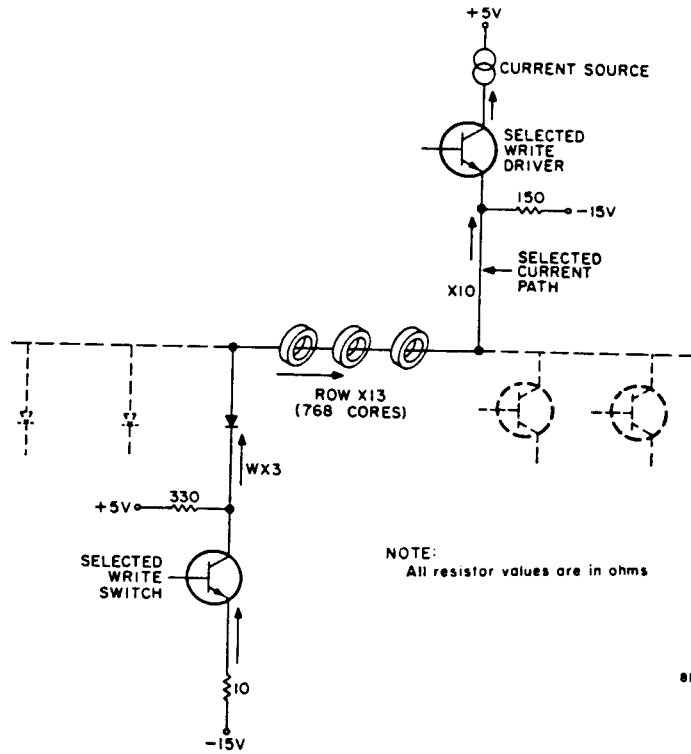 +5V
CURRENT SOURCE
SELECTED
WRITE
DRIVER
150
-15V
SELECTED
CURRENT
PATH
X10
ROW X13
(768 CORES)
WX3
330
+5V
SELECTED
WRITE
SWITCH
NOTE:
All resistor values are in ohms
10
-15V